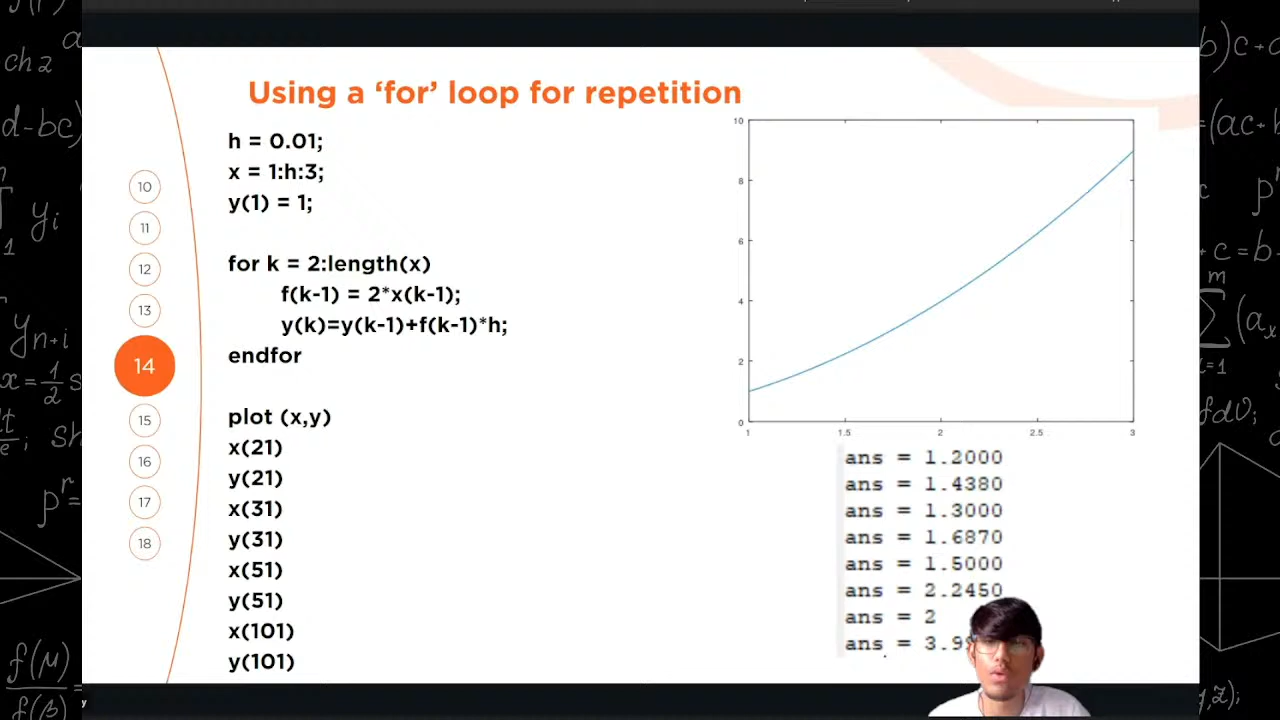 Using a ‘for’ loop for repetition
h = 0.01;
x = 1:h:3;
y(1) = 1;
for k = 2:length(x)
f(k-1) = 2*x(k-1);
y(k)=y(k-1)+f(k-1)*h;
endfor
plot (x,y)
x(21)
y(21)
x(31)
y(31)
x(51)
y(51)
x(101)
y(101)
10
11
12
13
14
15
16
17
18
10
8
6
4
2
0
1
1.5
2
2.5
3
ans = 1.2000
ans = 1.4380
ans = 1.3000
ans = 1.6870
ans = 1.5000
ans = 2.2450
ans = 2
ans = 3.9